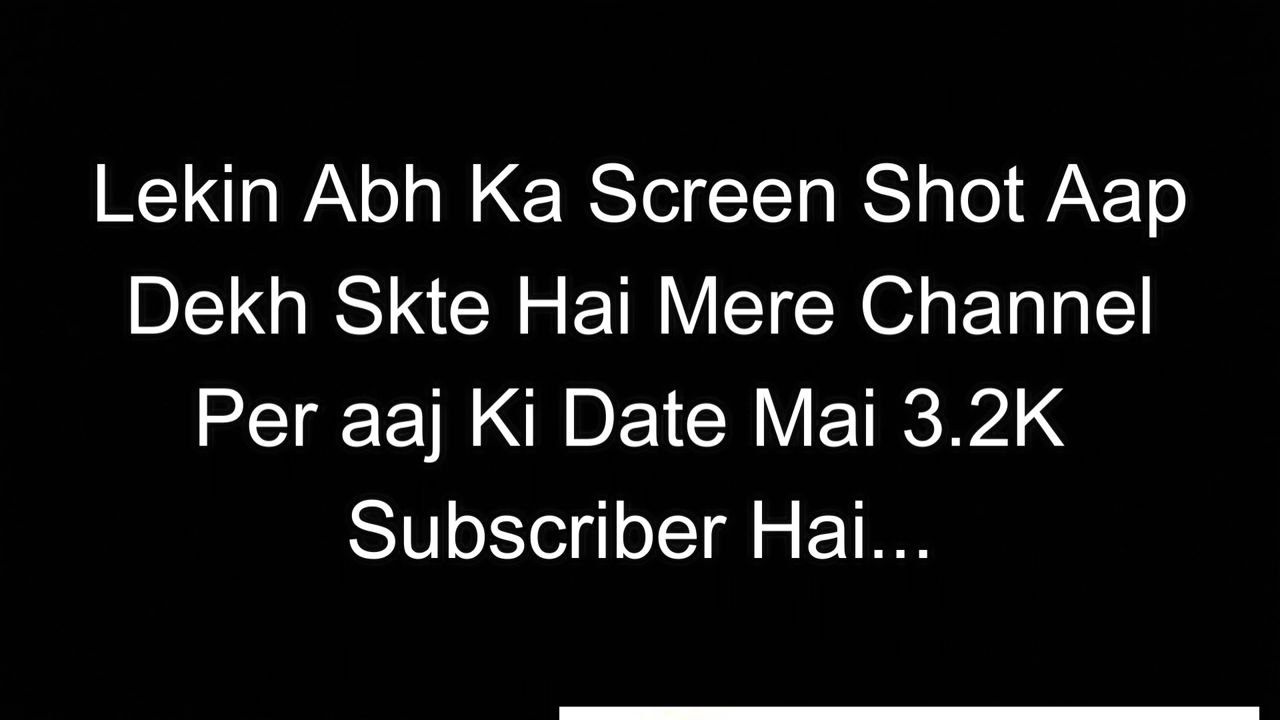 Lekin Abh Ka Screen Shot Aap
Dekh Skte Hai Mere Channel
Per aaj Ki Date Mai 3.2K
Subscriber Hai...